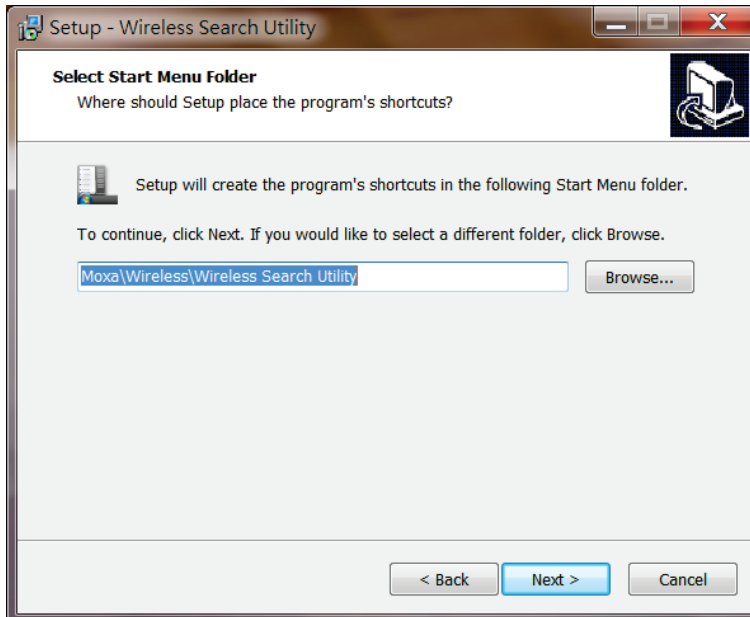 Setup - Wireless Search Utility
Select Start Menu Folder
Where should Setup place the program's shortcuts?
Setup will create the program's shortcuts in the following Start Menu folder.
To continue, click Next. If you would like to select a different folder, click Browse.
Moxa\Wireless\Wireless Search Utility
Browse...
< Back
Next >
Cancel